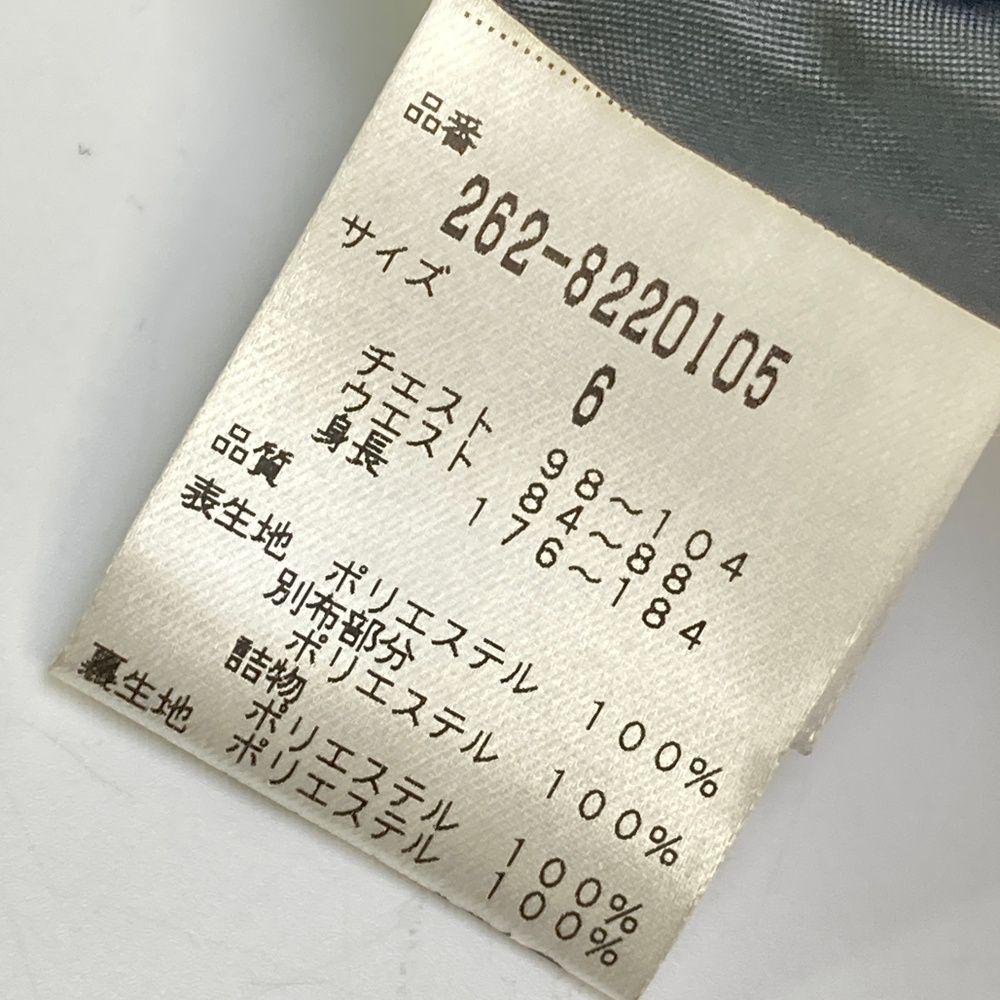 品番
262-8220105
サイズ
6
チエスト 98~104
ウエスト 84~88
身長 176~184
品質
表生地 ポリエステル 100%
別布部分
ポリエステル 100%
詰物
ポリエステル 100%
裏生地 ポリエステル 100%